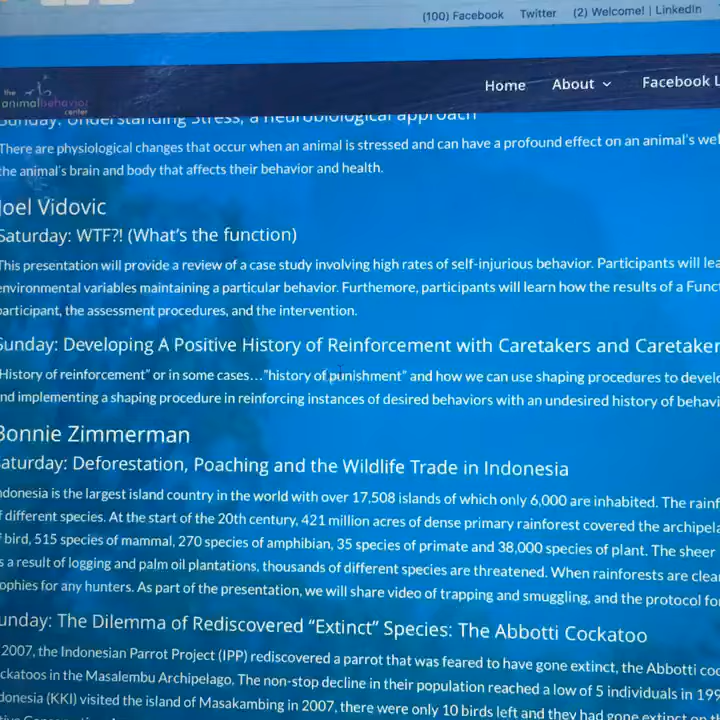 (100) Facebook Twitter (2) Welcome! | LinkedIn
the
animalbehavior
center
Home About Facebook L
Sunday: Understanding Stress, a neurobiological approach
There are physiological changes that occur when an animal is stressed and can have a profound effect on an animal's wel
the animal's brain and body that affects their behavior and health.
Joel Vidovic
Saturday: WTF?! (What's the function)
This presentation will provide a review of a case study involving high rates of self-injurious behavior. Participants will lea
environmental variables maintaining a particular behavior. Furthemore, participants will learn how the results of a Func
participant, the assessment procedures, and the intervention.
Sunday: Developing A Positive History of Reinforcement with Caretakers and Caretaker
History of reinforcement" or in some cases..."history of punishment" and how we can use shaping procedures to develo
nd implementing a shaping procedure in reinforcing instances of desired behaviors with an undesired history of behavi
Bonnie Zimmerman
aturday: Deforestation, Poaching and the Wildlife Trade in Indonesia
ndonesia is the largest island country in the world with over 17,508 islands of which only 6,000 are inhabited. The rainf
f different species. At the start of the 20th century, 421 million acres of dense primary rainforest covered the archipela
f bird, 515 species of mammal, 270 species of amphibian, 35 species of primate and 38,000 species of plant. The sheer
s a result of logging and palm oil plantations, thousands of different species are threatened. When rainforests are clea
ophies for any hunters. As part of the presentation, we will share video of trapping and smuggling, and the protocol fo
unday: The Dilemma of Rediscovered "Extinct" Species: The Abbotti Cockatoo
2007, the Indonesian Parrot Project (IPP) rediscovered a parrot that was feared to have gone extinct, the Abbotti coc
ckatoos in the Masalembu Archipelago. The non-stop decline in their population reached a low of 5 individuals in 199
donesia (KKI) visited the island of Masakambing in 2007, there were only 10 birds left and they had gone extinct on